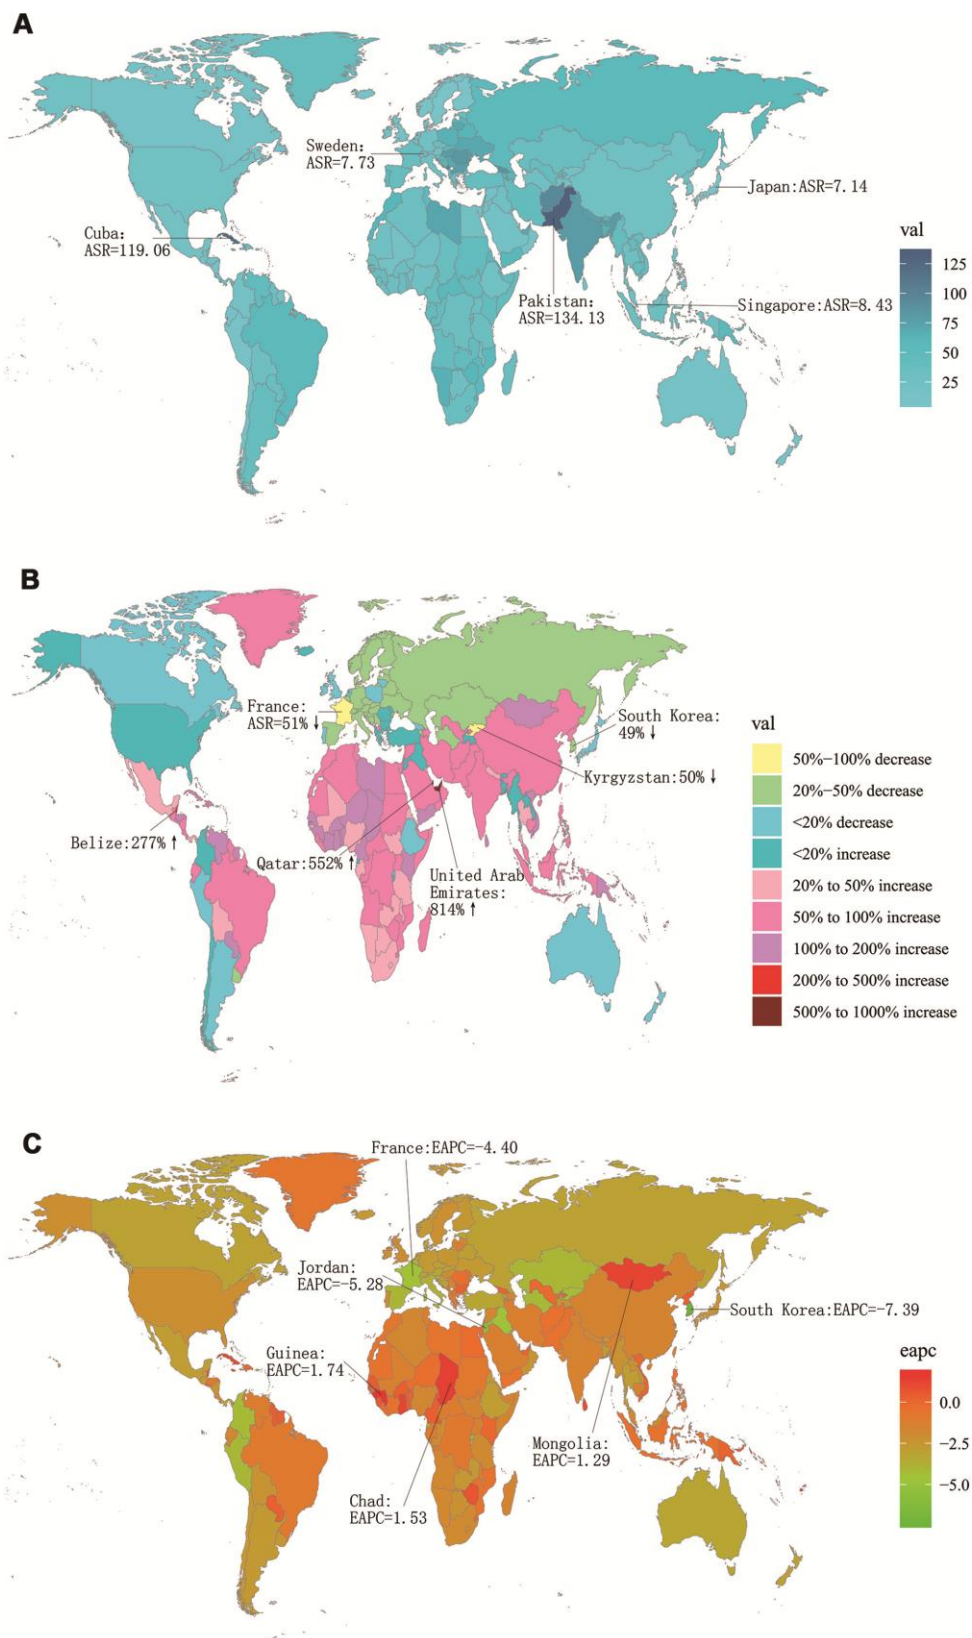 A
Sweden:
ASR=7.73
Japan:ASR=7.14
Cuba:
ASR=119.06
Pakistan:
ASR=134.13
Singapore:ASR=8.43
val
125
100
75
50
25
B
France:
ASR=51% ↓
South Korea:
49% ↓
Kyrgyzstan:50% ↓
Belize:277% ↑
Qatar:552% ↑
United Arab
Emirates:
814% ↑
val
50%-100% decrease
20%-50% decrease
<20% decrease
<20% increase
20% to 50% increase
50% to 100% increase
100% to 200% increase
200% to 500% increase
500% to 1000% increase
C
France:EAPC=-4.40
Jordan:
EAPC=-5.28
South Korea:EAPC=-7.39
Guinea:
EAPC=1.74
Mongolia:
EAPC=1.29
Chad:
EAPC=1.53
eapc
0.0
-2.5
-5.0